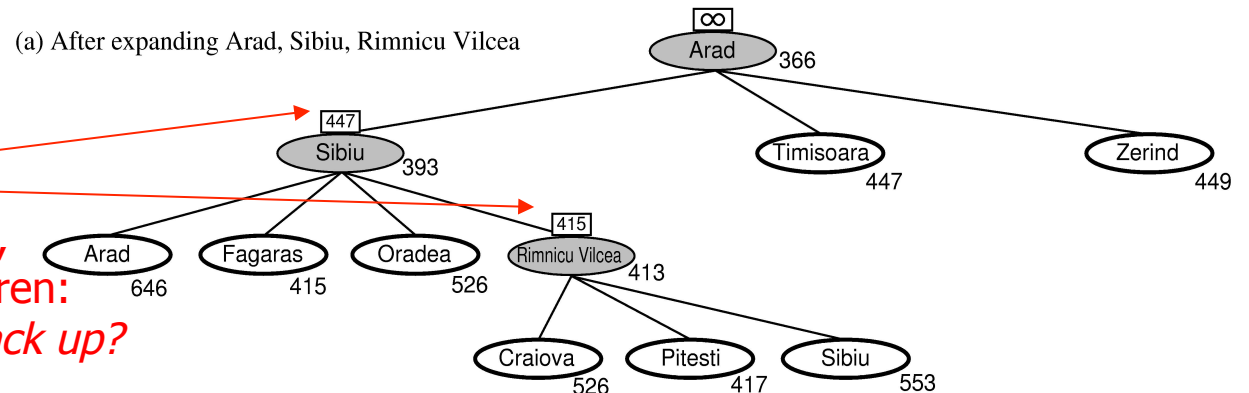 ∞
(a) After expanding Arad, Sibiu, Rimnicu Vilcea
Arad
366
447
Sibiu
393
Timisoara
447
Zerind
449
415
Arad
646
Fagaras
415
Oradea
526
Rimnicu Vilcea
413
ren:
ck up?
Craiova
526
Pitesti
417
Sibiu
553